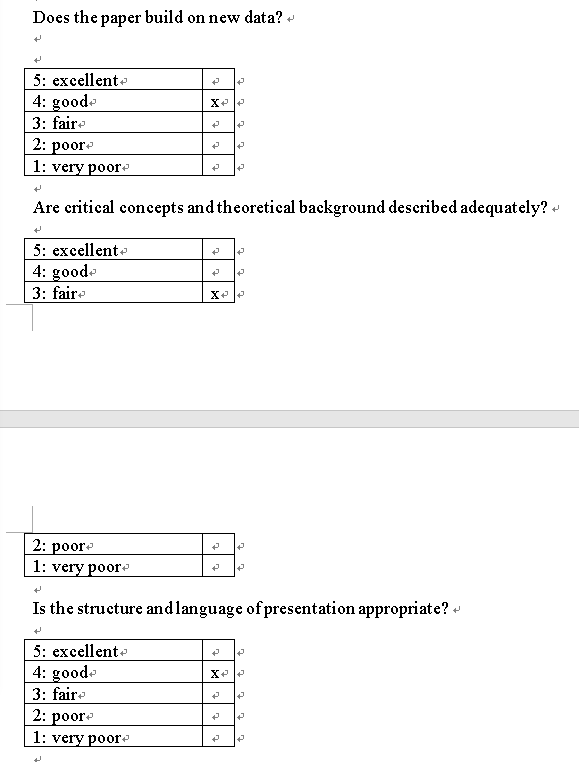 Does the paper build on new data?
5: excellent
4: good x
3: fair
2: poor
1: very poor
Are critical concepts and theoretical background described adequately?
5: excellent
4: good
3: fair x
2: poor
1: very poor
Is the structure and language of presentation appropriate?
5: excellent
4: good x
3: fair
2: poor
1: very poor